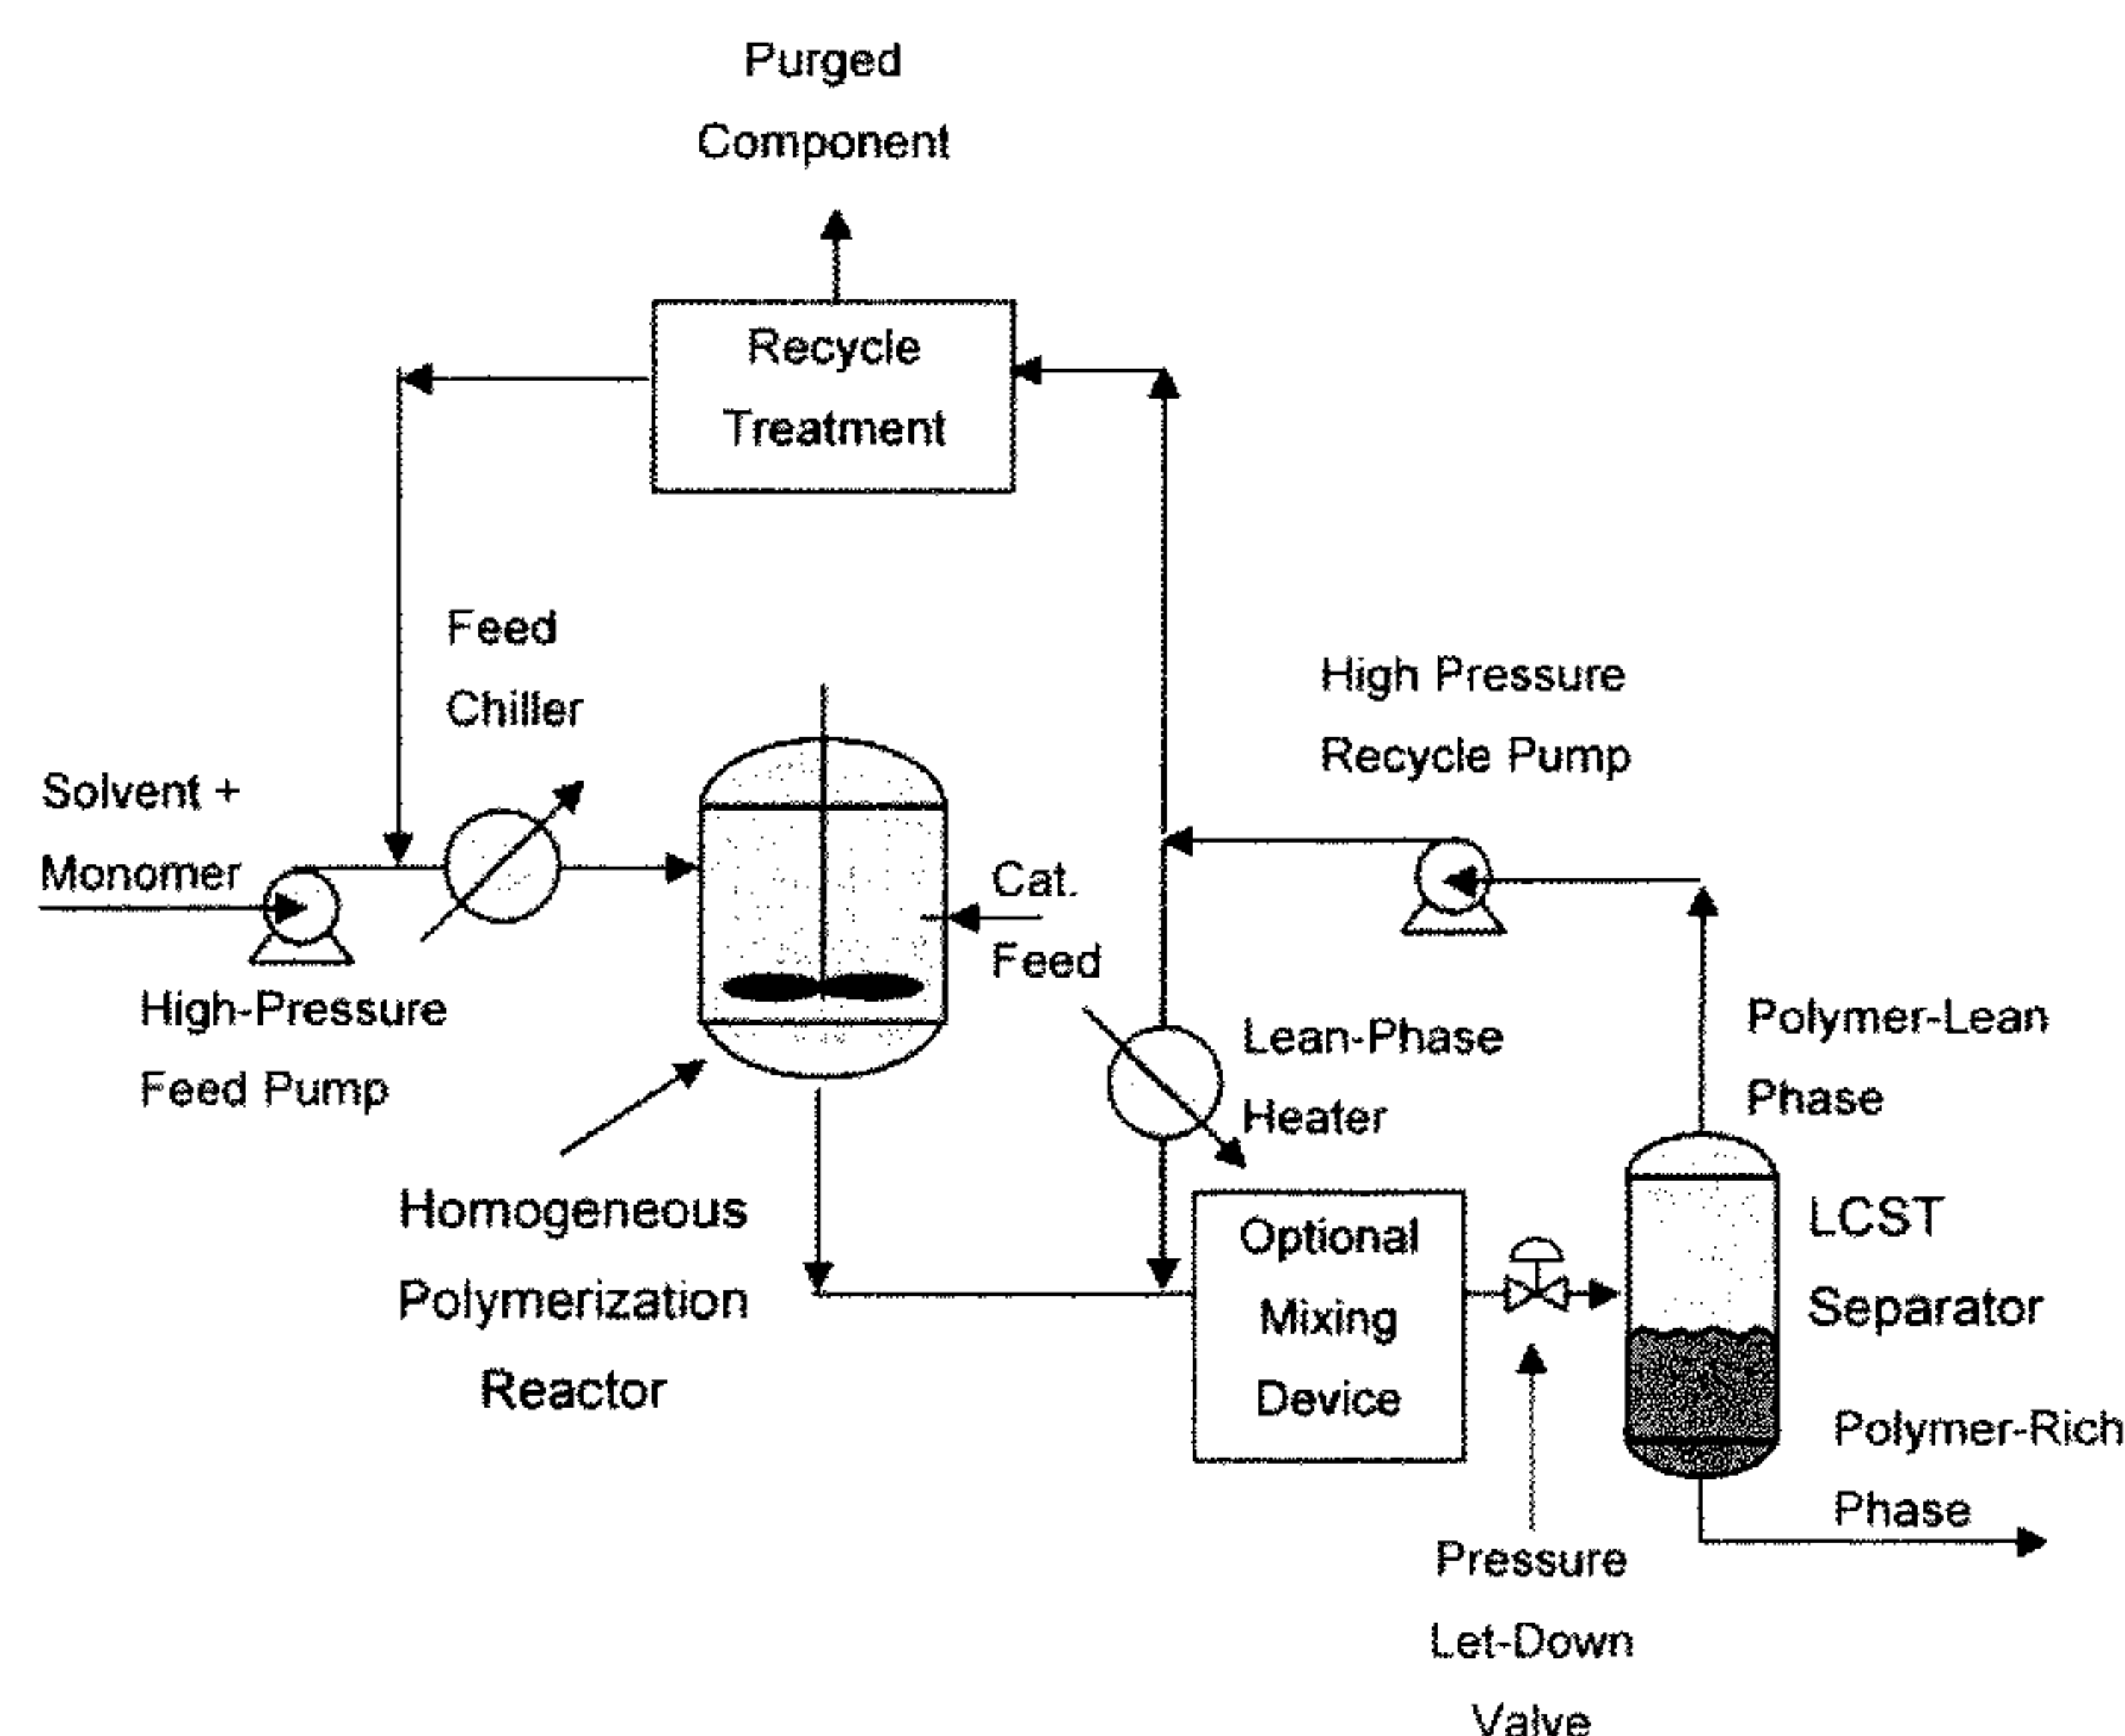 Purged
Component
Recycle
Treatment
Feed
Chiller
High Pressure
Recycle Pump
Solvent +
Monomer
Cat.
Feed
High-Pressure
Feed Pump
Lean-Phase
Heater
Polymer-Lean
Phase
Homogeneous
Polymerization
Reactor
Optional
Mixing
Device
LCST
Separator
Polymer-Rich
Phase
Pressure
Let-Down
Valve